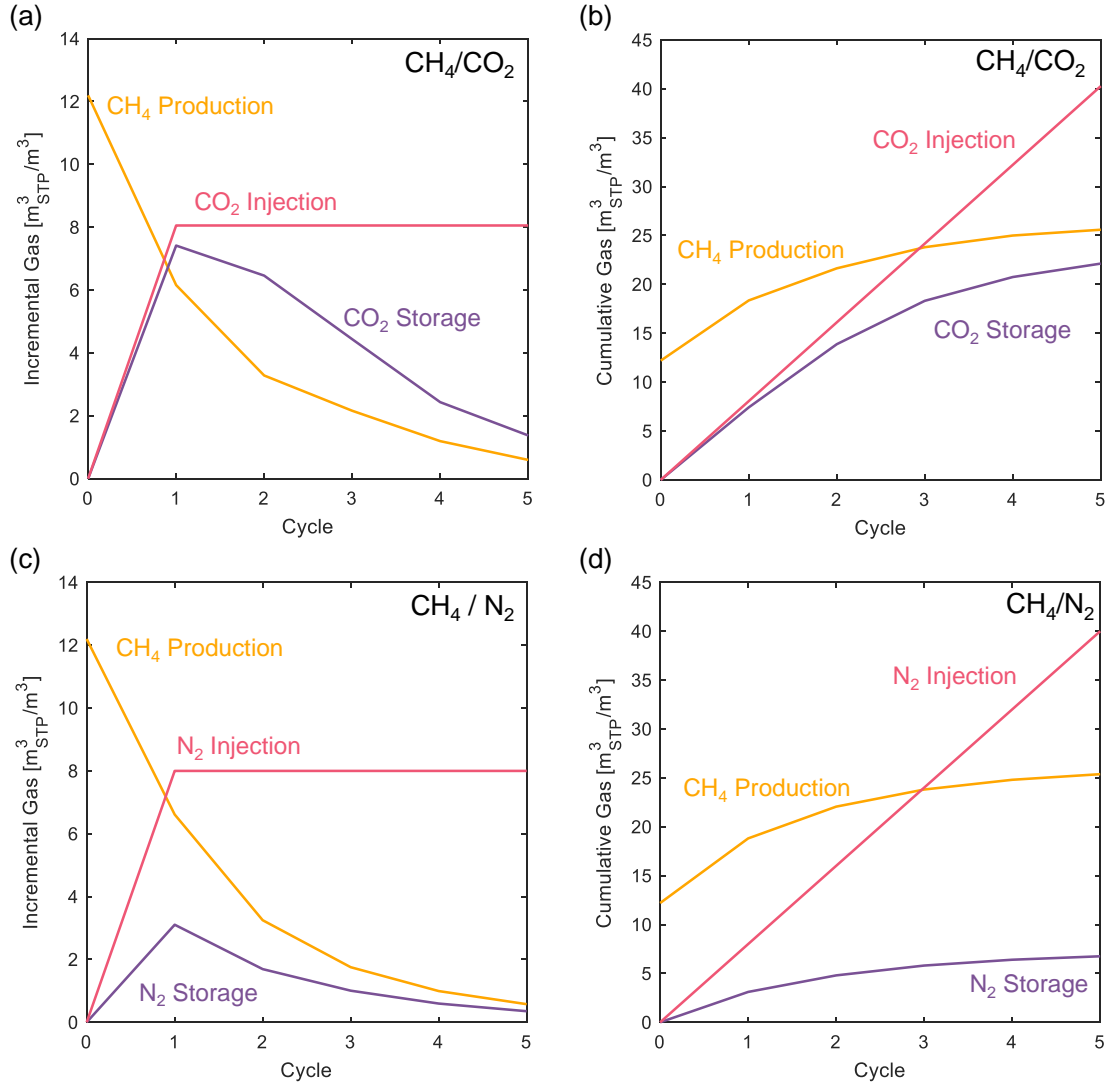 (a)
CH₄/CO₂
CH₄ Production
CO₂ Injection
CO₂ Storage
Incremental Gas [m³STP/m³]
14
12
10
8
6
4
2
0
0 1 2 3 4 5
Cycle
(b)
CH₄/CO₂
CO₂ Injection
CH₄ Production
CO₂ Storage
Cumulative Gas [m³STP/m³]
45
40
35
30
25
20
15
10
5
0
0 1 2 3 4 5
Cycle
(c)
CH₄ / N₂
CH₄ Production
N₂ Injection
N₂ Storage
Incremental Gas [m³STP/m³]
14
12
10
8
6
4
2
0
0 1 2 3 4 5
Cycle
(d)
CH₄/N₂
N₂ Injection
CH₄ Production
N₂ Storage
Cumulative Gas [m³STP/m³]
45
40
35
30
25
20
15
10
5
0
0 1 2 3 4 5
Cycle